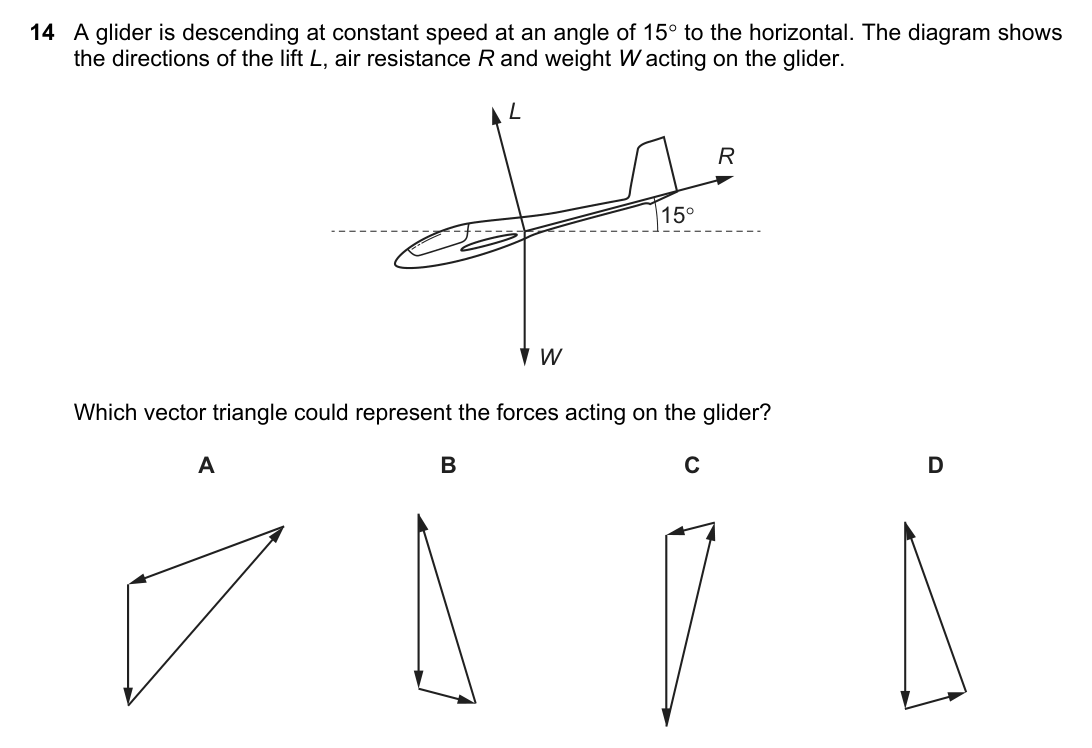 14 A glider is descending at constant speed at an angle of 15° to the horizontal. The diagram shows
the directions of the lift L, air resistance R and weight W acting on the glider.
L
R
15°
W
Which vector triangle could represent the forces acting on the glider?
A B C D